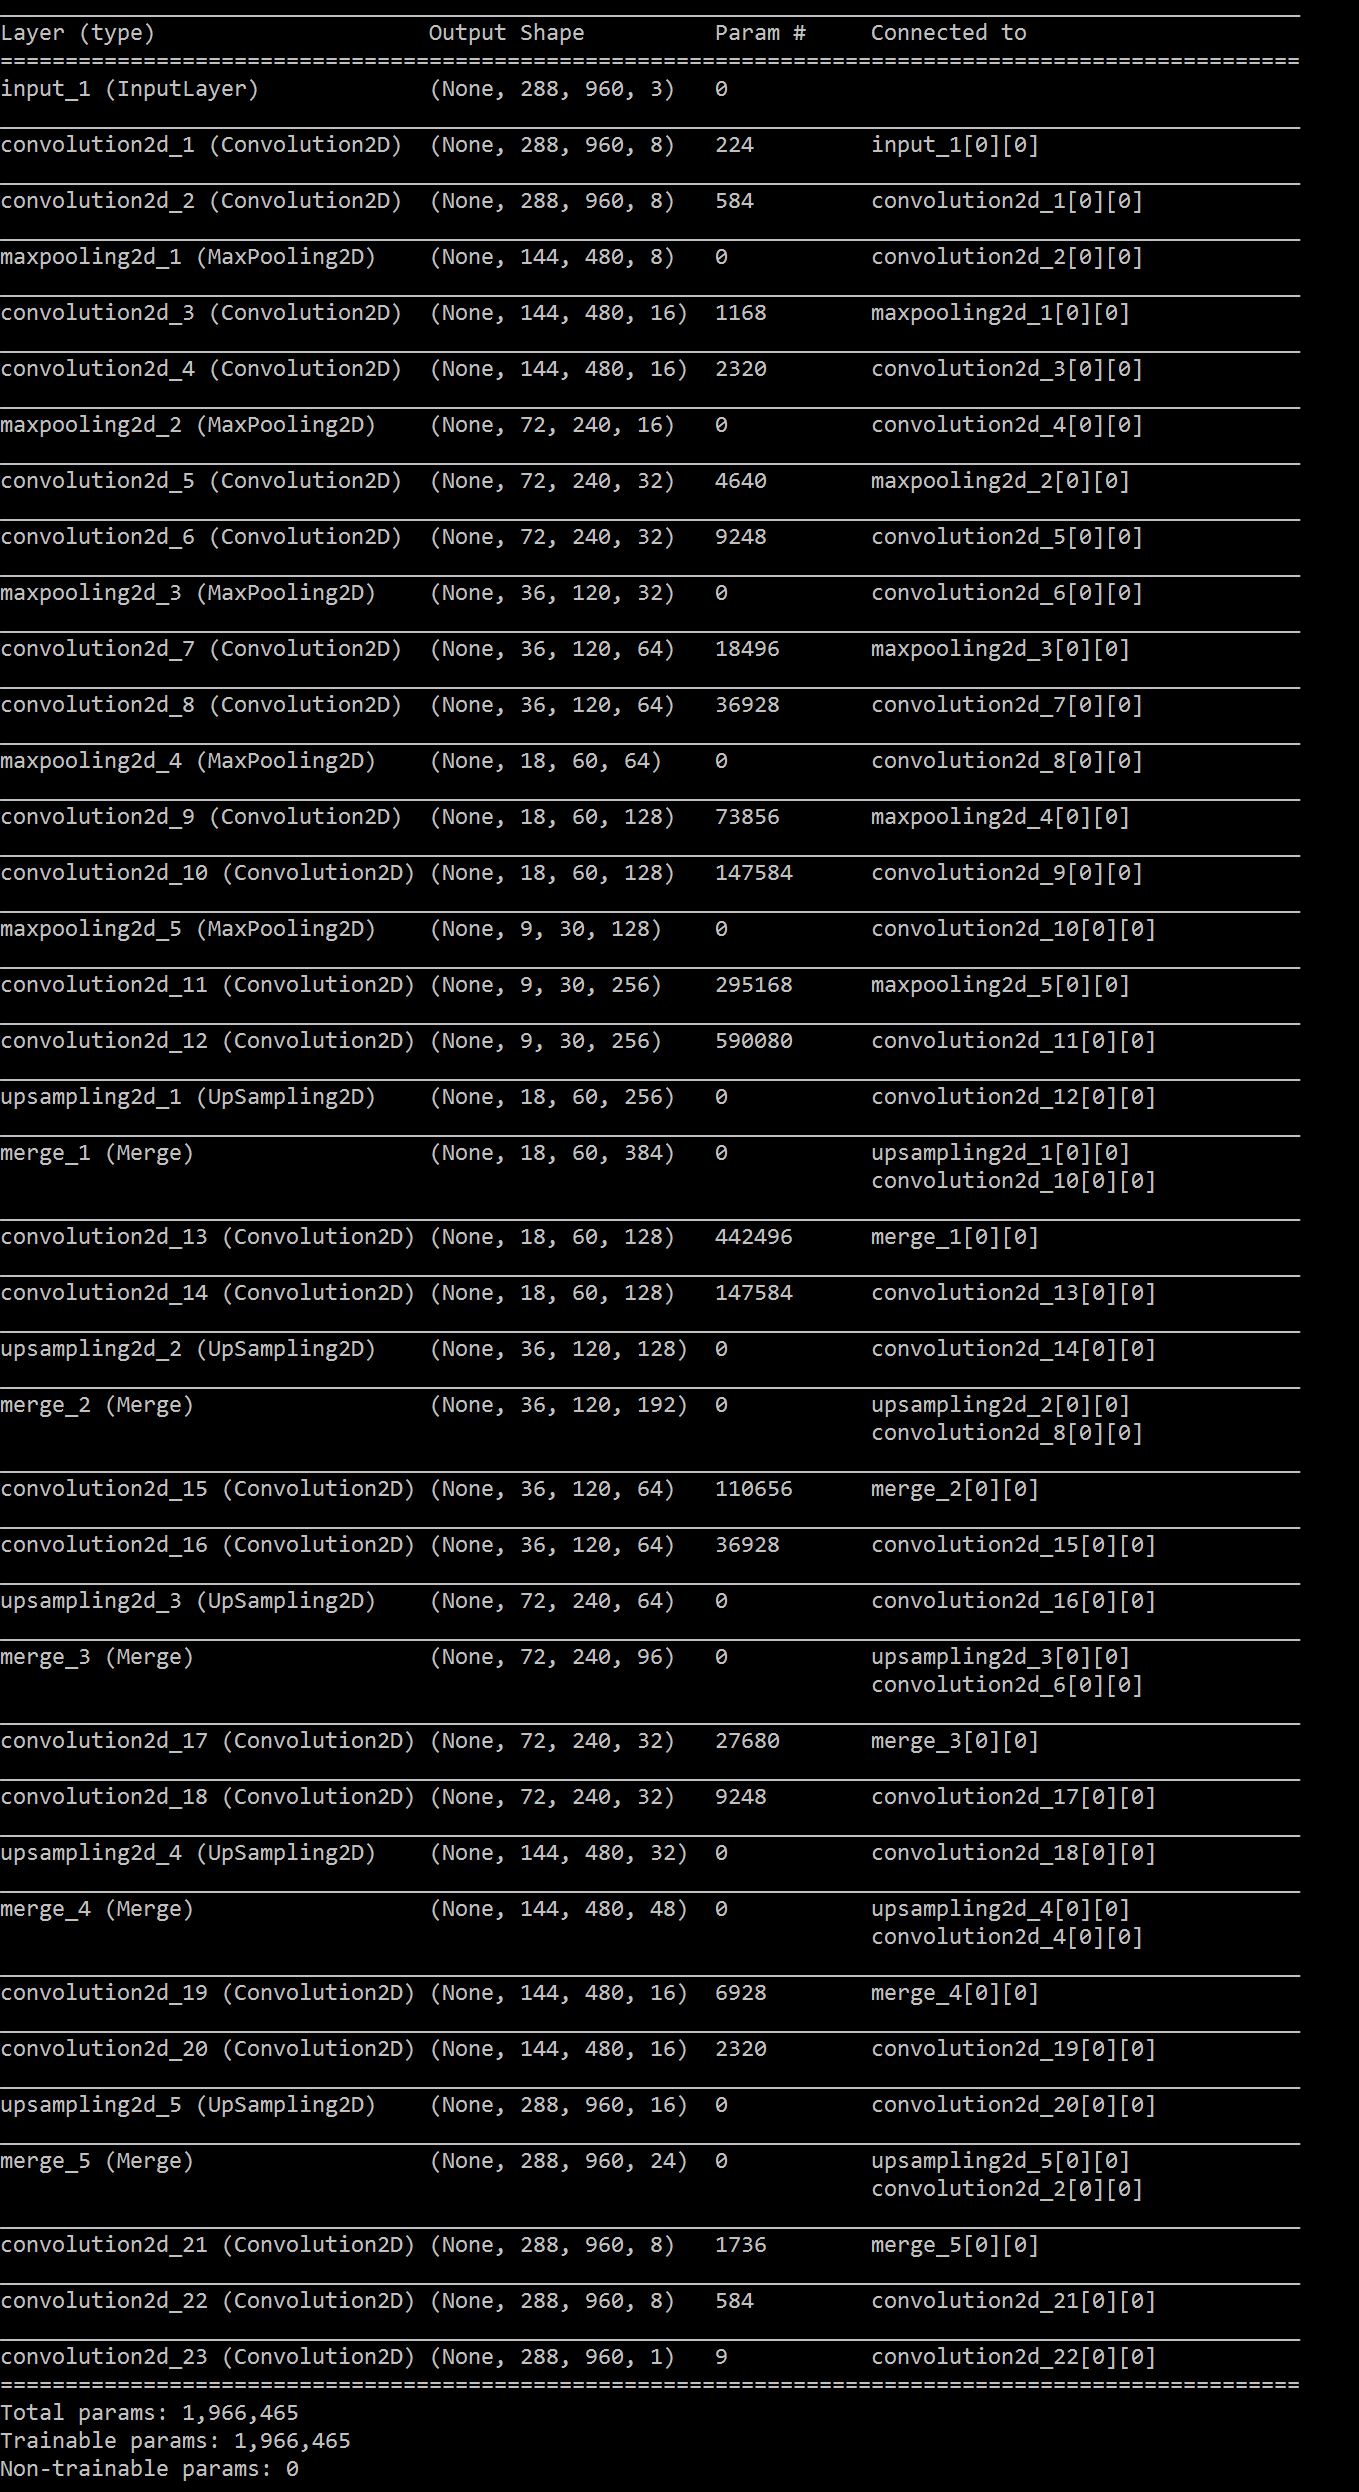 Layer (type) Output Shape Param # Connected to
====================================================================================================
input_1 (InputLayer) (None, 288, 960, 3) 0
convolution2d_1 (Convolution2D) (None, 288, 960, 8) 224 input_1[0][0]
convolution2d_2 (Convolution2D) (None, 288, 960, 8) 584 convolution2d_1[0][0]
maxpooling2d_1 (MaxPooling2D) (None, 144, 480, 8) 0 convolution2d_2[0][0]
convolution2d_3 (Convolution2D) (None, 144, 480, 16) 1168 maxpooling2d_1[0][0]
convolution2d_4 (Convolution2D) (None, 144, 480, 16) 2320 convolution2d_3[0][0]
maxpooling2d_2 (MaxPooling2D) (None, 72, 240, 16) 0 convolution2d_4[0][0]
convolution2d_5 (Convolution2D) (None, 72, 240, 32) 4640 maxpooling2d_2[0][0]
convolution2d_6 (Convolution2D) (None, 72, 240, 32) 9248 convolution2d_5[0][0]
maxpooling2d_3 (MaxPooling2D) (None, 36, 120, 32) 0 convolution2d_6[0][0]
convolution2d_7 (Convolution2D) (None, 36, 120, 64) 18496 maxpooling2d_3[0][0]
convolution2d_8 (Convolution2D) (None, 36, 120, 64) 36928 convolution2d_7[0][0]
maxpooling2d_4 (MaxPooling2D) (None, 18, 60, 64) 0 convolution2d_8[0][0]
convolution2d_9 (Convolution2D) (None, 18, 60, 128) 73856 maxpooling2d_4[0][0]
convolution2d_10 (Convolution2D) (None, 18, 60, 128) 147584 convolution2d_9[0][0]
maxpooling2d_5 (MaxPooling2D) (None, 9, 30, 128) 0 convolution2d_10[0][0]
convolution2d_11 (Convolution2D) (None, 9, 30, 256) 295168 maxpooling2d_5[0][0]
convolution2d_12 (Convolution2D) (None, 9, 30, 256) 590080 convolution2d_11[0][0]
upsampling2d_1 (UpSampling2D) (None, 18, 60, 256) 0 convolution2d_12[0][0]
merge_1 (Merge) (None, 18, 60, 384) 0 upsampling2d_1[0][0]
convolution2d_10[0][0]
convolution2d_13 (Convolution2D) (None, 18, 60, 128) 442496 merge_1[0][0]
convolution2d_14 (Convolution2D) (None, 18, 60, 128) 147584 convolution2d_13[0][0]
upsampling2d_2 (UpSampling2D) (None, 36, 120, 128) 0 convolution2d_14[0][0]
merge_2 (Merge) (None, 36, 120, 192) 0 upsampling2d_2[0][0]
convolution2d_8[0][0]
convolution2d_15 (Convolution2D) (None, 36, 120, 64) 110656 merge_2[0][0]
convolution2d_16 (Convolution2D) (None, 36, 120, 64) 36928 convolution2d_15[0][0]
upsampling2d_3 (UpSampling2D) (None, 72, 240, 64) 0 convolution2d_16[0][0]
merge_3 (Merge) (None, 72, 240, 96) 0 upsampling2d_3[0][0]
convolution2d_6[0][0]
convolution2d_17 (Convolution2D) (None, 72, 240, 32) 27680 merge_3[0][0]
convolution2d_18 (Convolution2D) (None, 72, 240, 32) 9248 convolution2d_17[0][0]
upsampling2d_4 (UpSampling2D) (None, 144, 480, 32) 0 convolution2d_18[0][0]
merge_4 (Merge) (None, 144, 480, 48) 0 upsampling2d_4[0][0]
convolution2d_4[0][0]
convolution2d_19 (Convolution2D) (None, 144, 480, 16) 6928 merge_4[0][0]
convolution2d_20 (Convolution2D) (None, 144, 480, 16) 2320 convolution2d_19[0][0]
upsampling2d_5 (UpSampling2D) (None, 288, 960, 16) 0 convolution2d_20[0][0]
merge_5 (Merge) (None, 288, 960, 24) 0 upsampling2d_5[0][0]
convolution2d_2[0][0]
convolution2d_21 (Convolution2D) (None, 288, 960, 8) 1736 merge_5[0][0]
convolution2d_22 (Convolution2D) (None, 288, 960, 8) 584 convolution2d_21[0][0]
convolution2d_23 (Convolution2D) (None, 288, 960, 1) 9 convolution2d_22[0][0]
====================================================================================================
Total params: 1,966,465
Trainable params: 1,966,465
Non-trainable params: 0